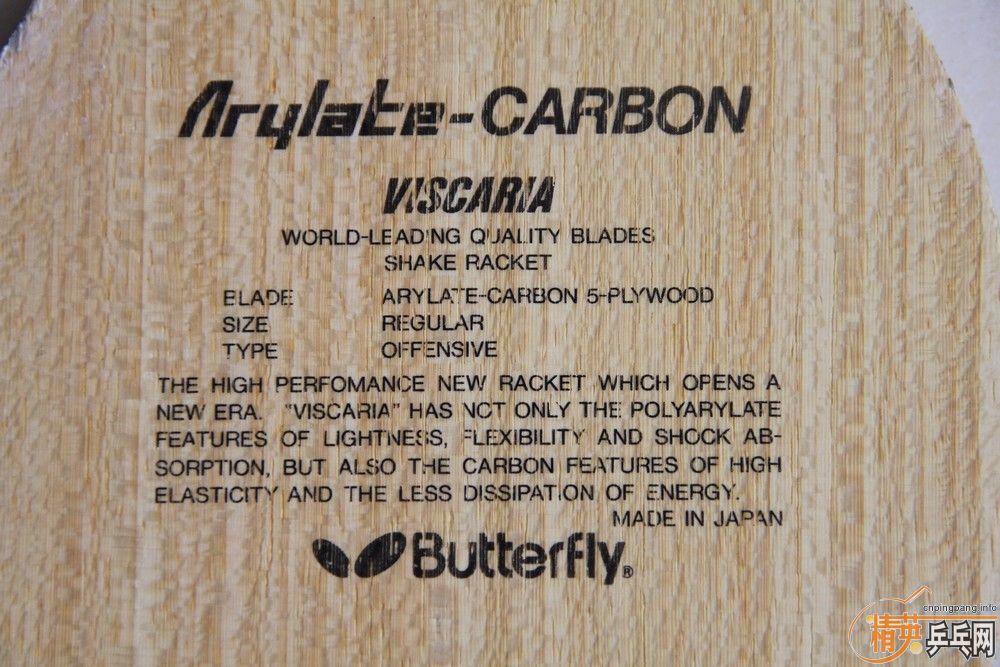 Arylate-CARBON
VISCARIA
WORLD-LEADING QUALITY BLADES
SHAKE RACKET
BLADE ARYLATE-CARBON 5-PLYWOOD
SIZE REGULAR
TYPE OFFENSIVE
THE HIGH PERFOMANCE NEW RACKET WHICH OPENS A
NEW ERA. "VISCARIA" HAS NOT ONLY THE POLYARYLATE
FEATURES OF LIGHTNESS, FLEXIBILITY AND SHOCK AB-
SORPTION, BUT ALSO THE CARBON FEATURES OF HIGH
ELASTICITY AND THE LESS DISSIPATION OF ENERGY.
MADE IN JAPAN
Butterfly®
cnpingpang.info
精英乒乓网